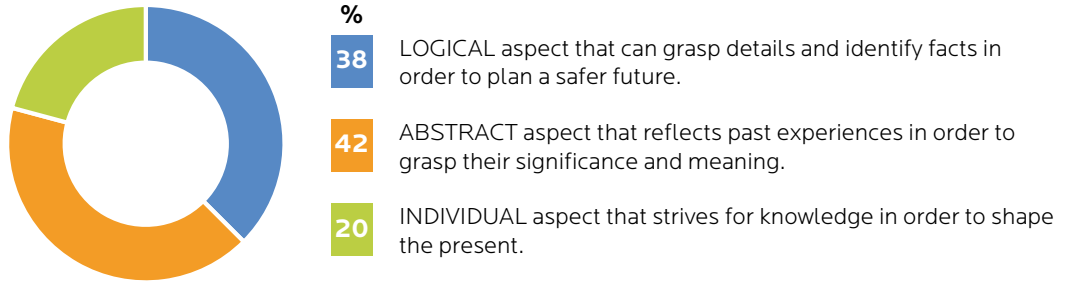 %
38
LOGICAL aspect that can grasp details and identify facts in
order to plan a safer future.
42
ABSTRACT aspect that reflects past experiences in order to
grasp their significance and meaning.
20
INDIVIDUAL aspect that strives for knowledge in order to shape
the present.